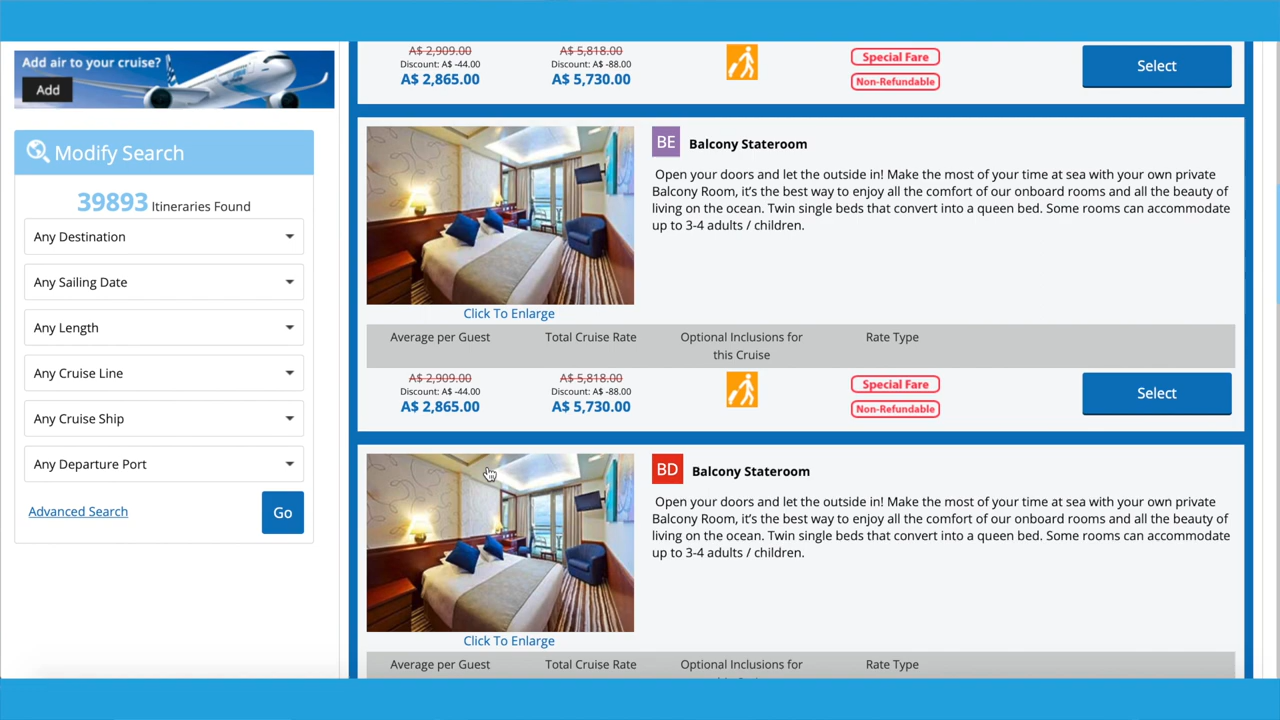 Add air to your cruise?
Add
Modify Search
39893 Itineraries Found
Any Destination
Any Sailing Date
Any Length
Any Cruise Line
Any Cruise Ship
Any Departure Port
Advanced Search
Go
A$ 2,909.00 A$ 5,818.00
Discount: A$ -44.00 Discount: A$ -88.00
A$ 2,865.00 A$ 5,730.00
Special Fare
Non-Refundable
Select
BE Balcony Stateroom
Open your doors and let the outside in! Make the most of your time at sea with your own private
Balcony Room, it's the best way to enjoy all the comfort of our onboard rooms and all the beauty of
living on the ocean. Twin single beds that convert into a queen bed. Some rooms can accommodate
up to 3-4 adults / children.
Click To Enlarge
Average per Guest Total Cruise Rate Optional Inclusions for Rate Type
this Cruise
A$ 2,909.00 A$ 5,818.00
Discount: A$ -44.00 Discount: A$ -88.00
A$ 2,865.00 A$ 5,730.00
Special Fare
Non-Refundable
Select
BD Balcony Stateroom
Open your doors and let the outside in! Make the most of your time at sea with your own private
Balcony Room, it's the best way to enjoy all the comfort of our onboard rooms and all the beauty of
living on the ocean. Twin single beds that convert into a queen bed. Some rooms can accommodate
up to 3-4 adults / children.
Click To Enlarge
Average per Guest Total Cruise Rate Optional Inclusions for Rate Type